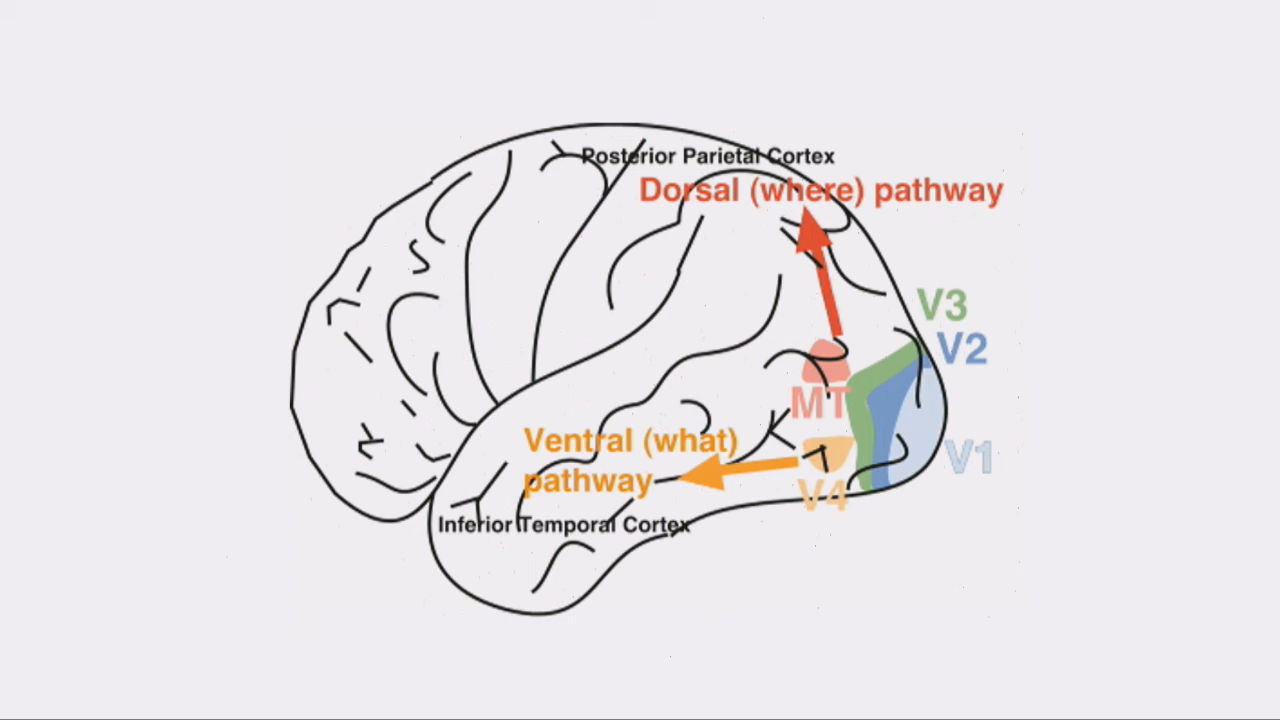 Posterior Parietal Cortex
Dorsal (where) pathway
V3
V2
MT
Ventral (what)
pathway
V1
V4
Inferior Temporal Cortex